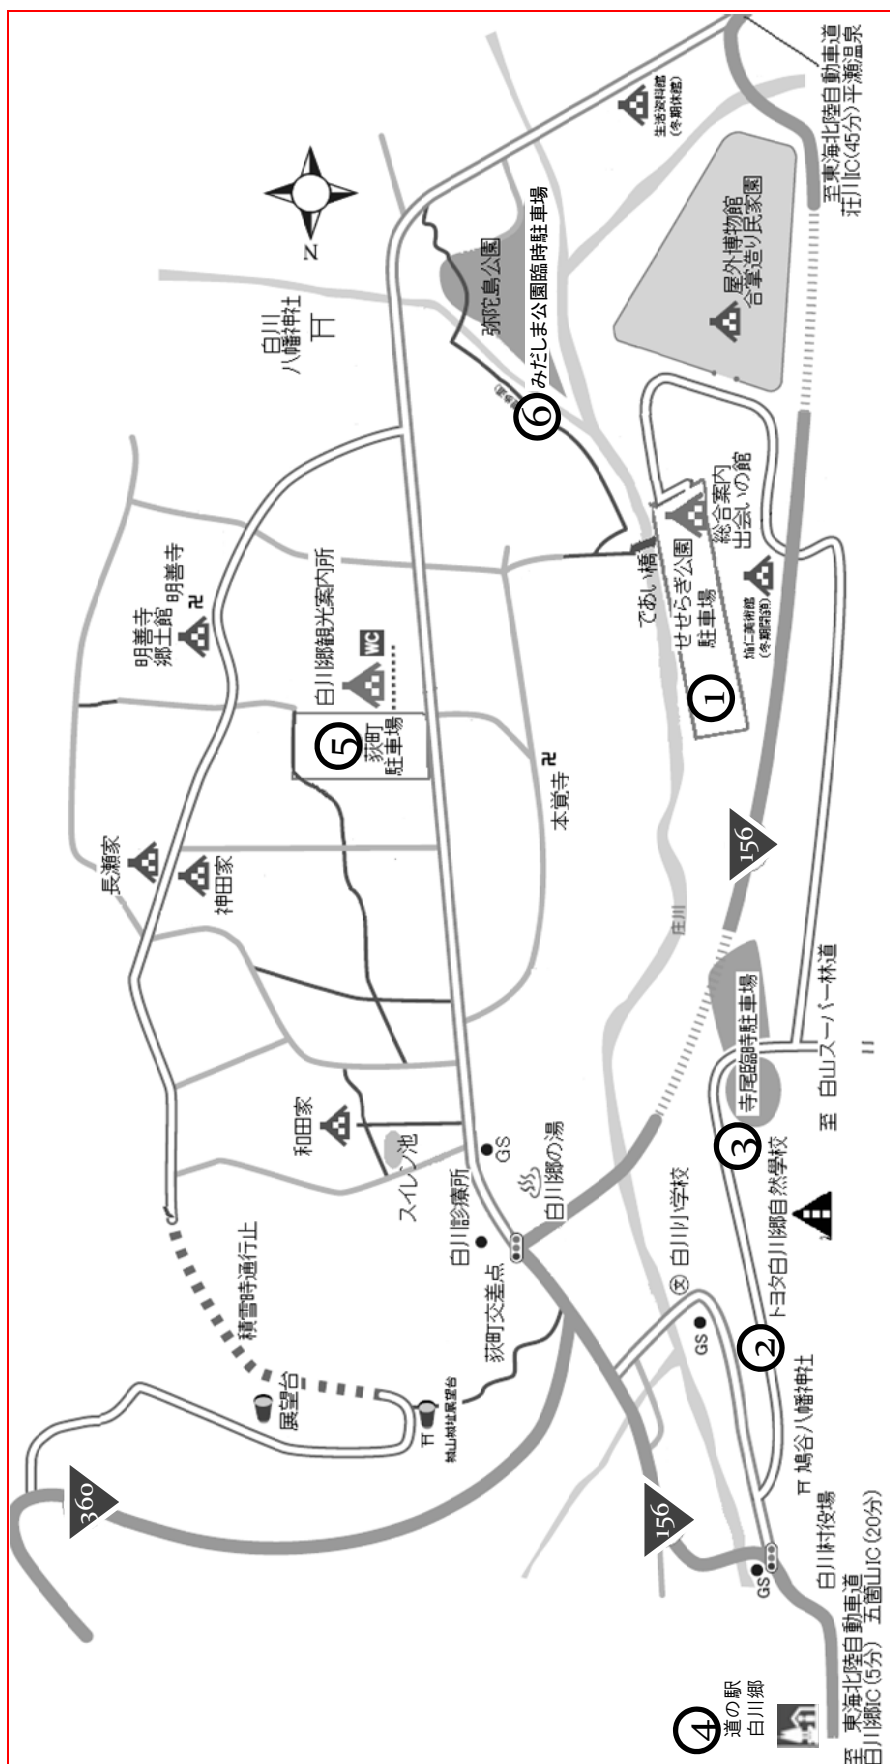 至東海北陸自動車道
荘川IC(45分)平瀬温泉
生活資料館
(冬期休館)
屋外博物館
合掌造り民家園
N
弥陀島公園
みだしま公園臨時駐車場
⑥
白川
八幡神社
総合案内
出会いの館
であい橋
せせらぎ公園
駐車場
①
焔仁美術館
(冬期閉鎖)
明善寺
郷土館
明善寺
卍
白川郷観光案内所
WC
⑤
荻町
駐車場
卍
本覚寺
長瀬家
神田家
156
庄川
和田家
スイレン池
寺尾臨時駐車場
③
至 白山スーパー林道
GS
白川診療所
白川郷の湯
荻町交差点
積雪時通行止
展望台
城山城址展望台
文
白川小学校
トヨタ白川郷自然學校
GS
②
鳩谷八幡神社
360
156
GS
白川村役場
至 東海北陸自動車道
白川郷IC(5分) 五箇山IC(20分)
④
道の駅
白川郷